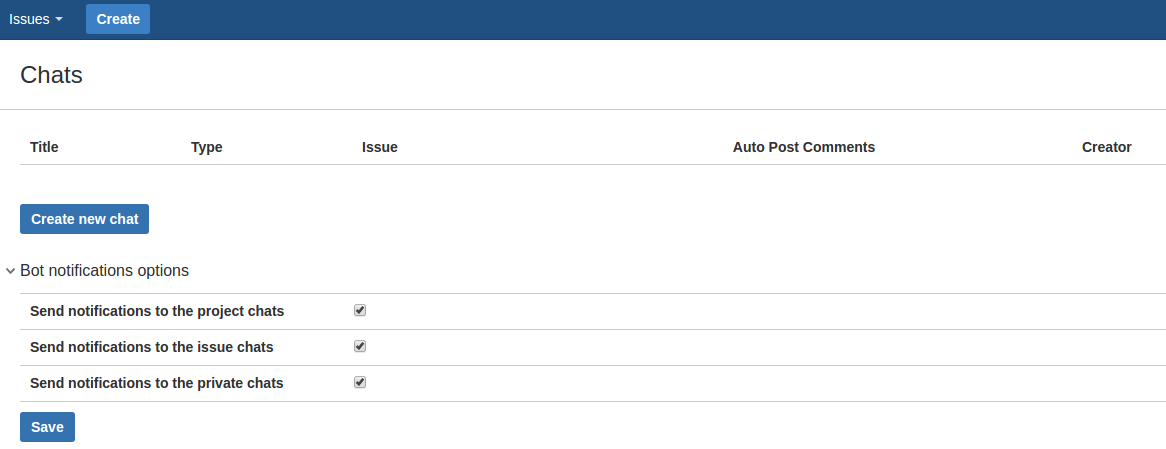 Issues Create
Chats
Title Type Issue Auto Post Comments Creator
Create new chat
Bot notifications options
Send notifications to the project chats
Send notifications to the issue chats
Send notifications to the private chats
Save